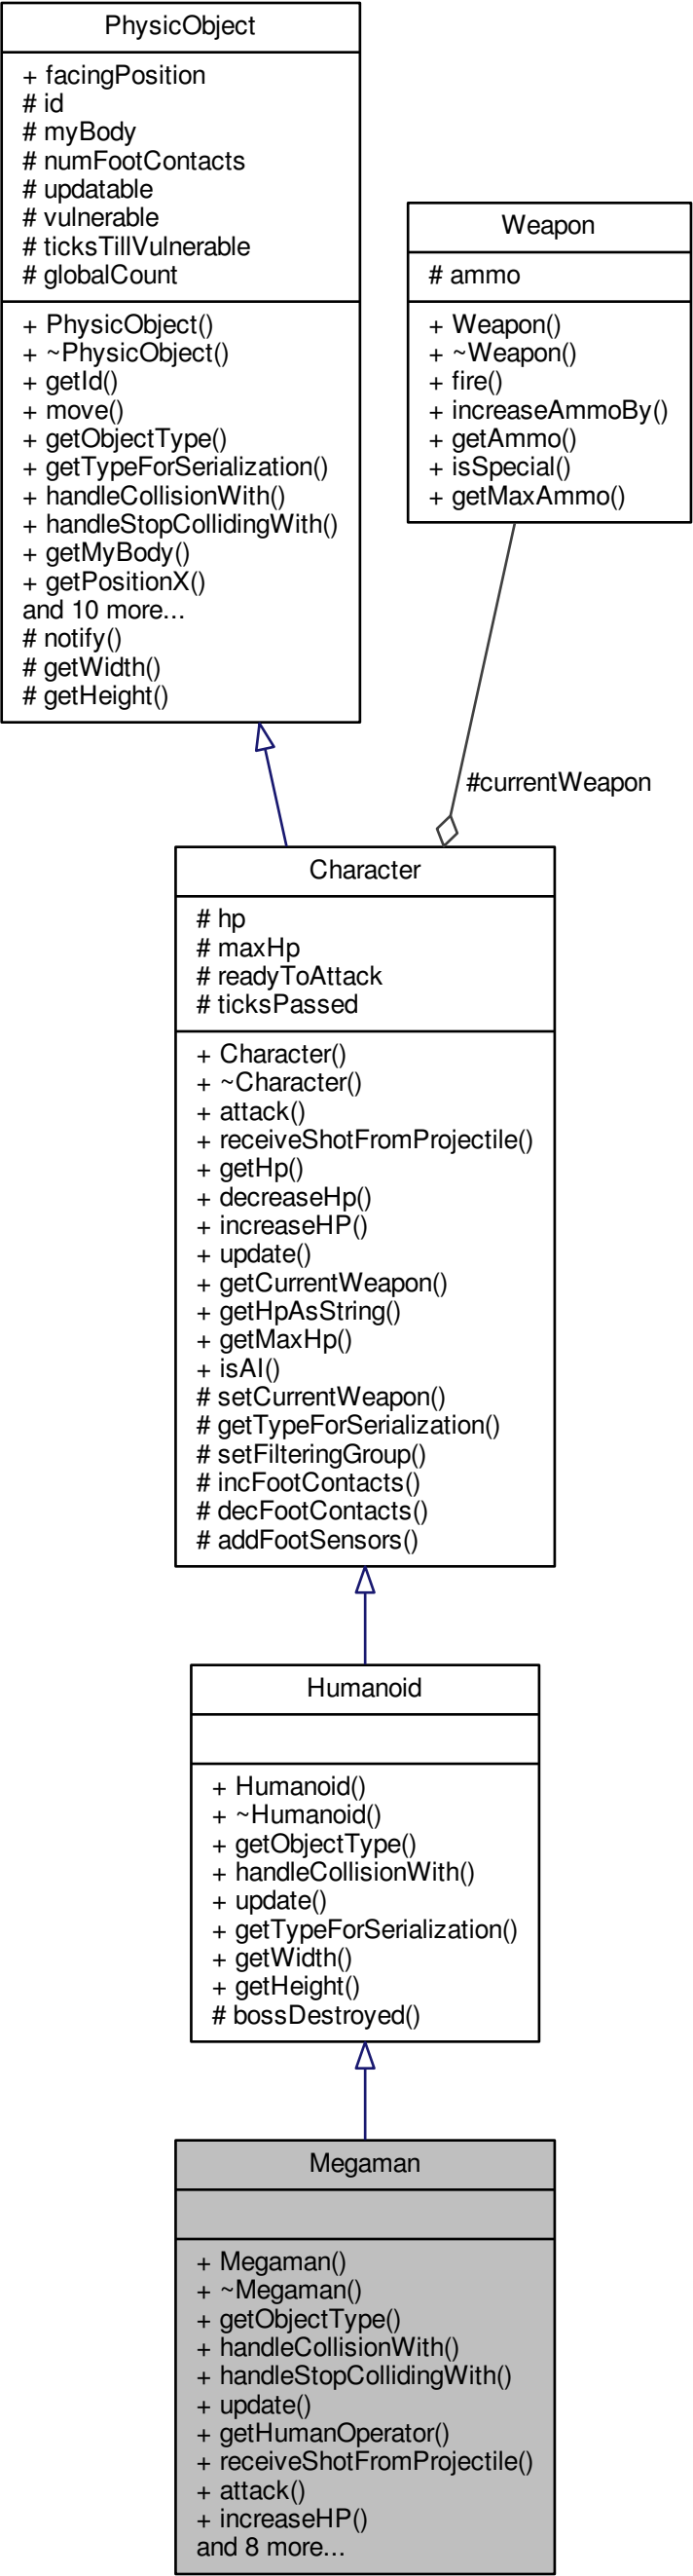 PhysicObject
+ facingPosition
# id
# myBody
# numFootContacts
# updatable
# vulnerable
# ticksTillVulnerable
# globalCount
+ PhysicObject()
+ ~PhysicObject()
+ getId()
+ move()
+ getObjectType()
+ getTypeForSerialization()
+ handleCollisionWith()
+ handleStopCollidingWith()
+ getMyBody()
+ getPositionX()
and 10 more...
# notify()
# getWidth()
# getHeight()
Weapon
# ammo
+ Weapon()
+ ~Weapon()
+ fire()
+ increaseAmmoBy()
+ getAmmo()
+ isSpecial()
+ getMaxAmmo()
#currentWeapon
Character
# hp
# maxHp
# readyToAttack
# ticksPassed
+ Character()
+ ~Character()
+ attack()
+ receiveShotFromProjectile()
+ getHp()
+ decreaseHp()
+ increaseHP()
+ update()
+ getCurrentWeapon()
+ getHpAsString()
+ getMaxHp()
+ isAI()
# setCurrentWeapon()
# getTypeForSerialization()
# setFilteringGroup()
# incFootContacts()
# decFootContacts()
# addFootSensors()
Humanoid
+ Humanoid()
+ ~Humanoid()
+ getObjectType()
+ handleCollisionWith()
+ update()
+ getTypeForSerialization()
+ getWidth()
+ getHeight()
# bossDestroyed()
Megaman
+ Megaman()
+ ~Megaman()
+ getObjectType()
+ handleCollisionWith()
+ handleStopCollidingWith()
+ update()
+ getHumanOperator()
+ receiveShotFromProjectile()
+ attack()
+ increaseHP()
and 8 more...